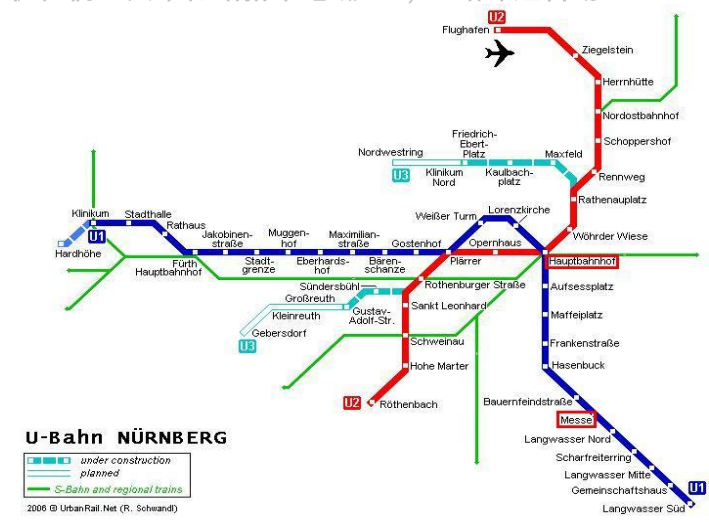 U2
Flughafen
Ziegelstein
Herrnhütte
Nordostbahnhof
Schoppershof
Rennweg
Rathenauplatz
Wöhrder Wiese
Nordwestring
U3
Klinikum
Nord
Friedrich-
Ebert-
Platz
Kaulbach-
platz
Maxfeld
Klinikum
U1
Hardhöhe
Stadthalle
Rathaus
Fürth
Hauptbahnhof
Jakobinen-
straße
Stadt-
grenze
Muggen-
hof
Eberhards-
hof
Maximilian-
straße
Bären-
schanze
Gostenhof
Weißer Turm
Lorenzkirche
Plärrer
Opernhaus
Hauptbahnhof
Rothenburger Straße
Sündersbühl
Großreuth
Kleinreuth
Gebersdorf
U3
Gustav-
Adolf-Str.
Sankt Leonhard
Schweinau
Hohe Marter
U2
Röthenbach
Aufsessplatz
Maffeiplatz
Frankenstraße
Hasenbuck
Bauernfeindstraße
Messe
Langwasser Nord
Scharfreiterring
Langwasser Mitte
Gemeinschaftshaus
U1
Langwasser Süd
U-Bahn NÜRNBERG
under construction
planned
S-Bahn and regional trains
2006 @ UrbanRail.Net (R. Schwandl)